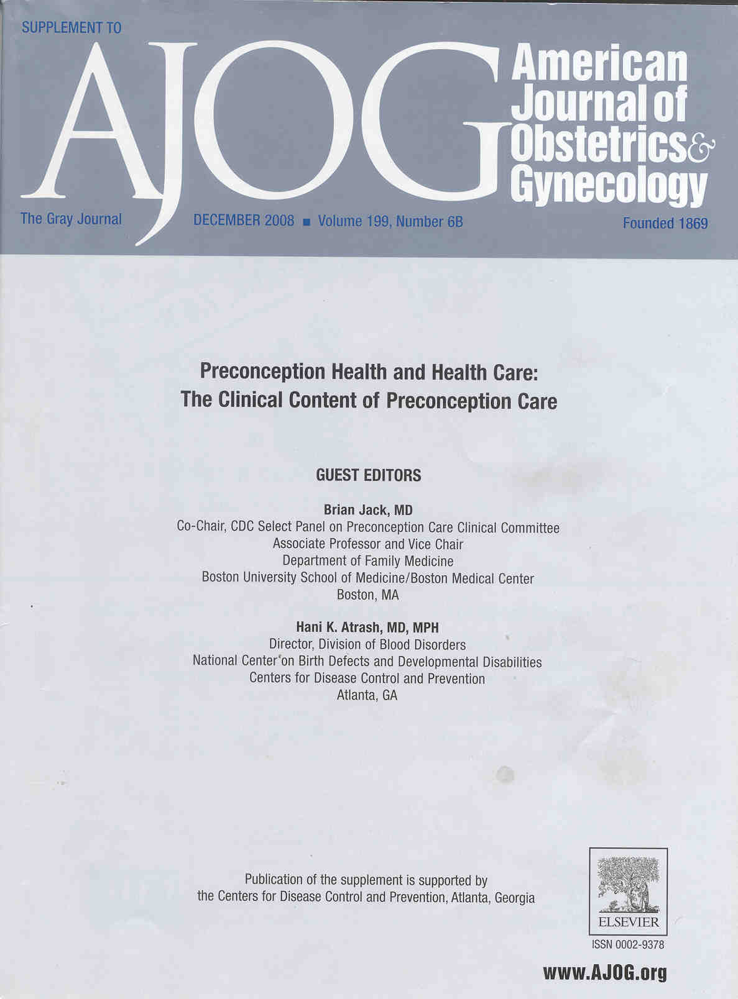 SUPPLEMENT TO
AJOG
American
Journal of
Obstetrics &
Gynecology
The Gray Journal
DECEMBER 2008 ■ Volume 199, Number 6B
Founded 1869
Preconception Health and Health Care:
The Clinical Content of Preconception Care
GUEST EDITORS
Brian Jack, MD
Co-Chair, CDC Select Panel on Preconception Care Clinical Committee
Associate Professor and Vice Chair
Department of Family Medicine
Boston University School of Medicine/Boston Medical Center
Boston, MA
Hani K. Atrash, MD, MPH
Director, Division of Blood Disorders
National Center on Birth Defects and Developmental Disabilities
Centers for Disease Control and Prevention
Atlanta, GA
Publication of the supplement is supported by
the Centers for Disease Control and Prevention, Atlanta, Georgia
ELSEVIER
ISSN 0002-9378
www.AJOG.org